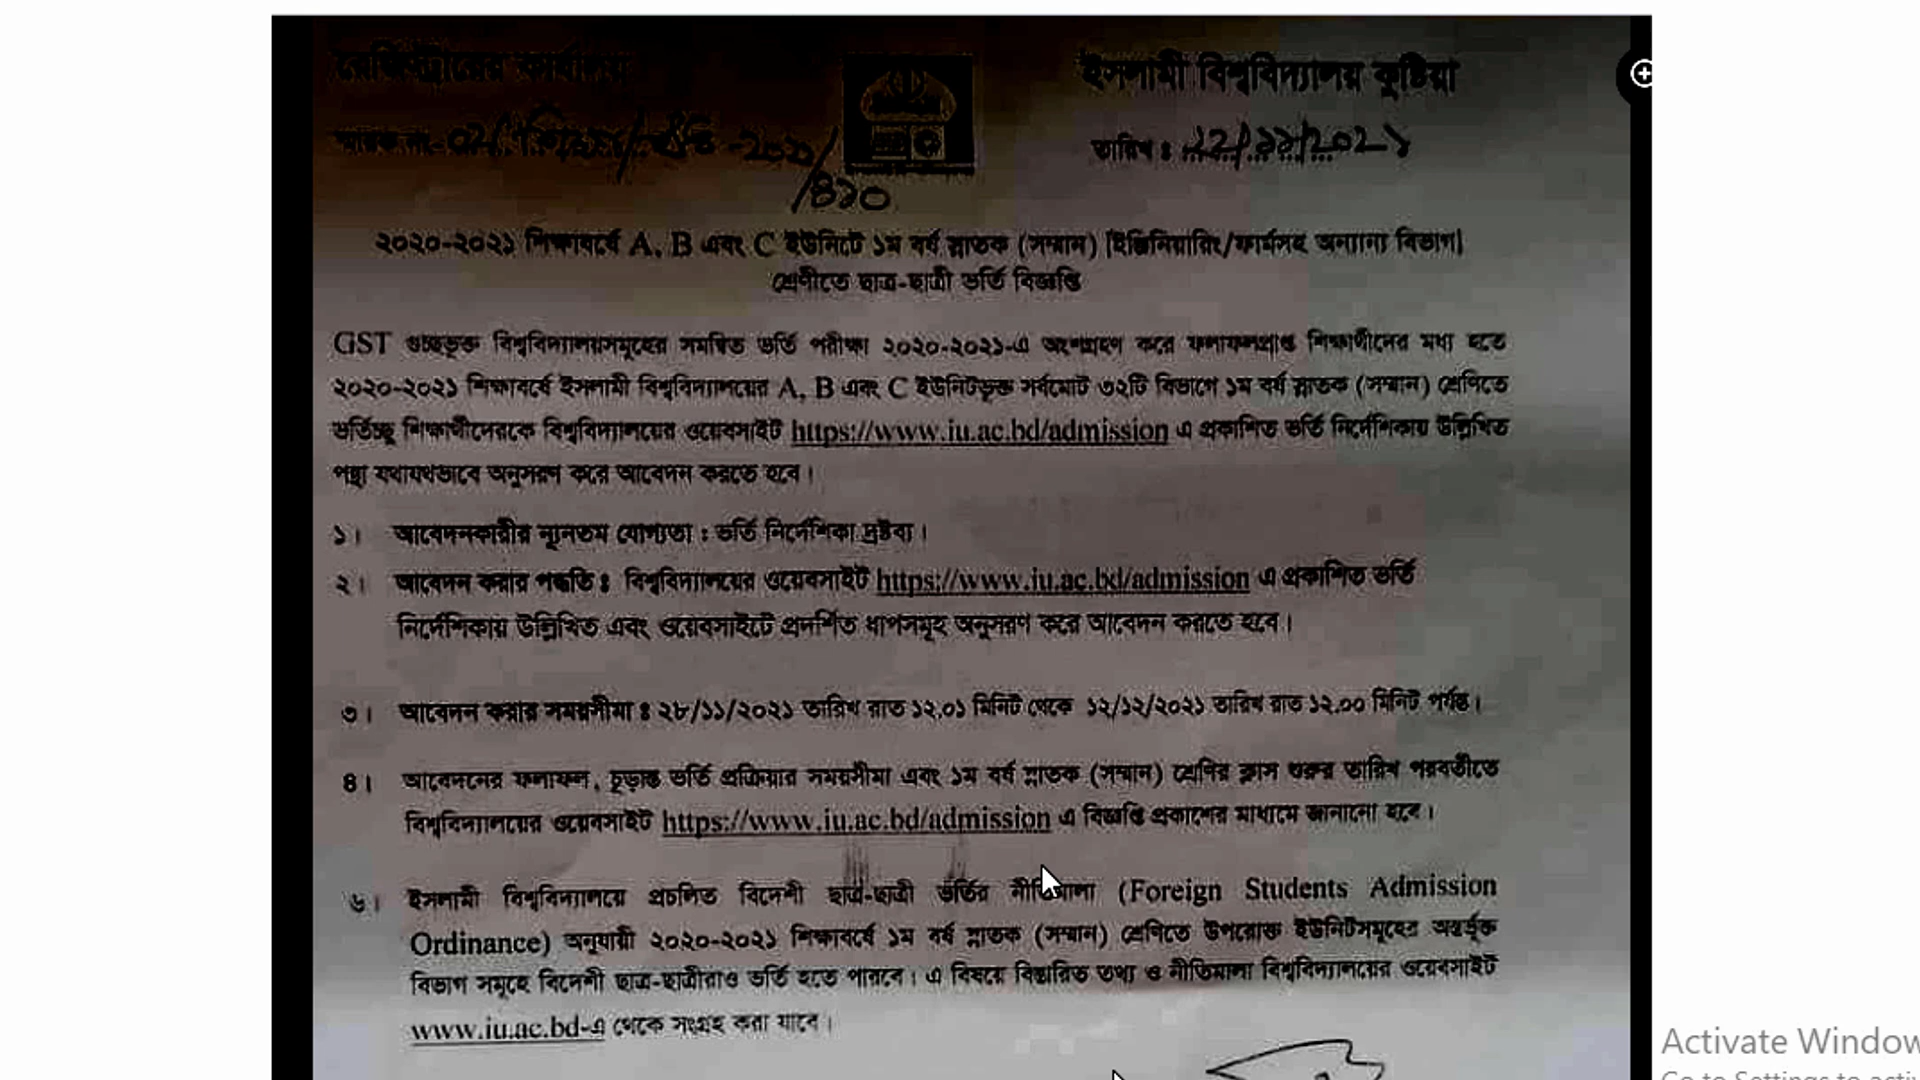 রেজিস্ট্রারের কার্যালয়
ইসলামী বিশ্ববিদ্যালয় কুষ্টিয়া
স্মারক নং-
তারিখ :
/৪১০
২০২০-২০২১ শিক্ষাবর্ষে A, B এবং C ইউনিটে ১ম বর্ষ স্নাতক (সম্মান) [ইঞ্জিনিয়ারিং/ফার্মসহ অন্যান্য বিভাগ]
শ্রেণীতে ছাত্র-ছাত্রী ভর্তি বিজ্ঞপ্তি
GST গুচ্ছভুক্ত বিশ্ববিদ্যালয়সমূহের সমন্বিত ভর্তি পরীক্ষা ২০২০-২০২১-এ অংশগ্রহণ করে ফলাফলপ্রাপ্ত শিক্ষার্থীদের মধ্য হতে
২০২০-২০২১ শিক্ষাবর্ষে ইসলামী বিশ্ববিদ্যালয়ের A, B এবং C ইউনিটভুক্ত সর্বমোট ৩২টি বিভাগে ১ম বর্ষ স্নাতক (সম্মান) শ্রেণিতে
ভর্তিচ্ছু শিক্ষার্থীদেরকে বিশ্ববিদ্যালয়ের ওয়েবসাইট https://www.iu.ac.bd/admission এ প্রকাশিত ভর্তি নির্দেশিকায় উল্লিখিত
পন্থা যথাযথভাবে অনুসরণ করে আবেদন করতে হবে।
১। আবেদনকারীর ন্যূনতম যোগ্যতা : ভর্তি নির্দেশিকা দ্রষ্টব্য।
২। আবেদন করার পদ্ধতি : বিশ্ববিদ্যালয়ের ওয়েবসাইট https://www.iu.ac.bd/admission এ প্রকাশিত ভর্তি
নির্দেশিকায় উল্লিখিত এবং ওয়েবসাইটে প্রদর্শিত ধাপসমূহ অনুসরণ করে আবেদন করতে হবে।
৩। আবেদন করার সময়সীমা : ২৮/১১/২০২১ তারিখ রাত ১২.০১ মিনিট থেকে ১২/১২/২০২১ তারিখ রাত ১২.০০ মিনিট পর্যন্ত।
৪। আবেদনের ফলাফল, চূড়ান্ত ভর্তি প্রক্রিয়ার সময়সীমা এবং ১ম বর্ষ স্নাতক (সম্মান) শ্রেণির ক্লাস শুরুর তারিখ পরবর্তীতে
বিশ্ববিদ্যালয়ের ওয়েবসাইট https://www.iu.ac.bd/admission এ বিজ্ঞপ্তি প্রকাশের মাধ্যমে জানানো হবে।
৬। ইসলামী বিশ্ববিদ্যালয়ে প্রচলিত বিদেশী ছাত্র-ছাত্রী ভর্তির নীতিমালা (Foreign Students Admission
Ordinance) অনুযায়ী ২০২০-২০২১ শিক্ষাবর্ষে ১ম বর্ষ স্নাতক (সম্মান) শ্রেণিতে উপরোক্ত ইউনিটসমূহের অন্তর্ভূক্ত
বিভাগ সমূহে বিদেশী ছাত্র-ছাত্রীরাও ভর্তি হতে পারবে। এ বিষয়ে বিস্তারিত তথ্য ও নীতিমালা বিশ্ববিদ্যালয়ের ওয়েবসাইট
www.iu.ac.bd-এ থেকে সংগ্রহ করা যাবে।
Activate Window